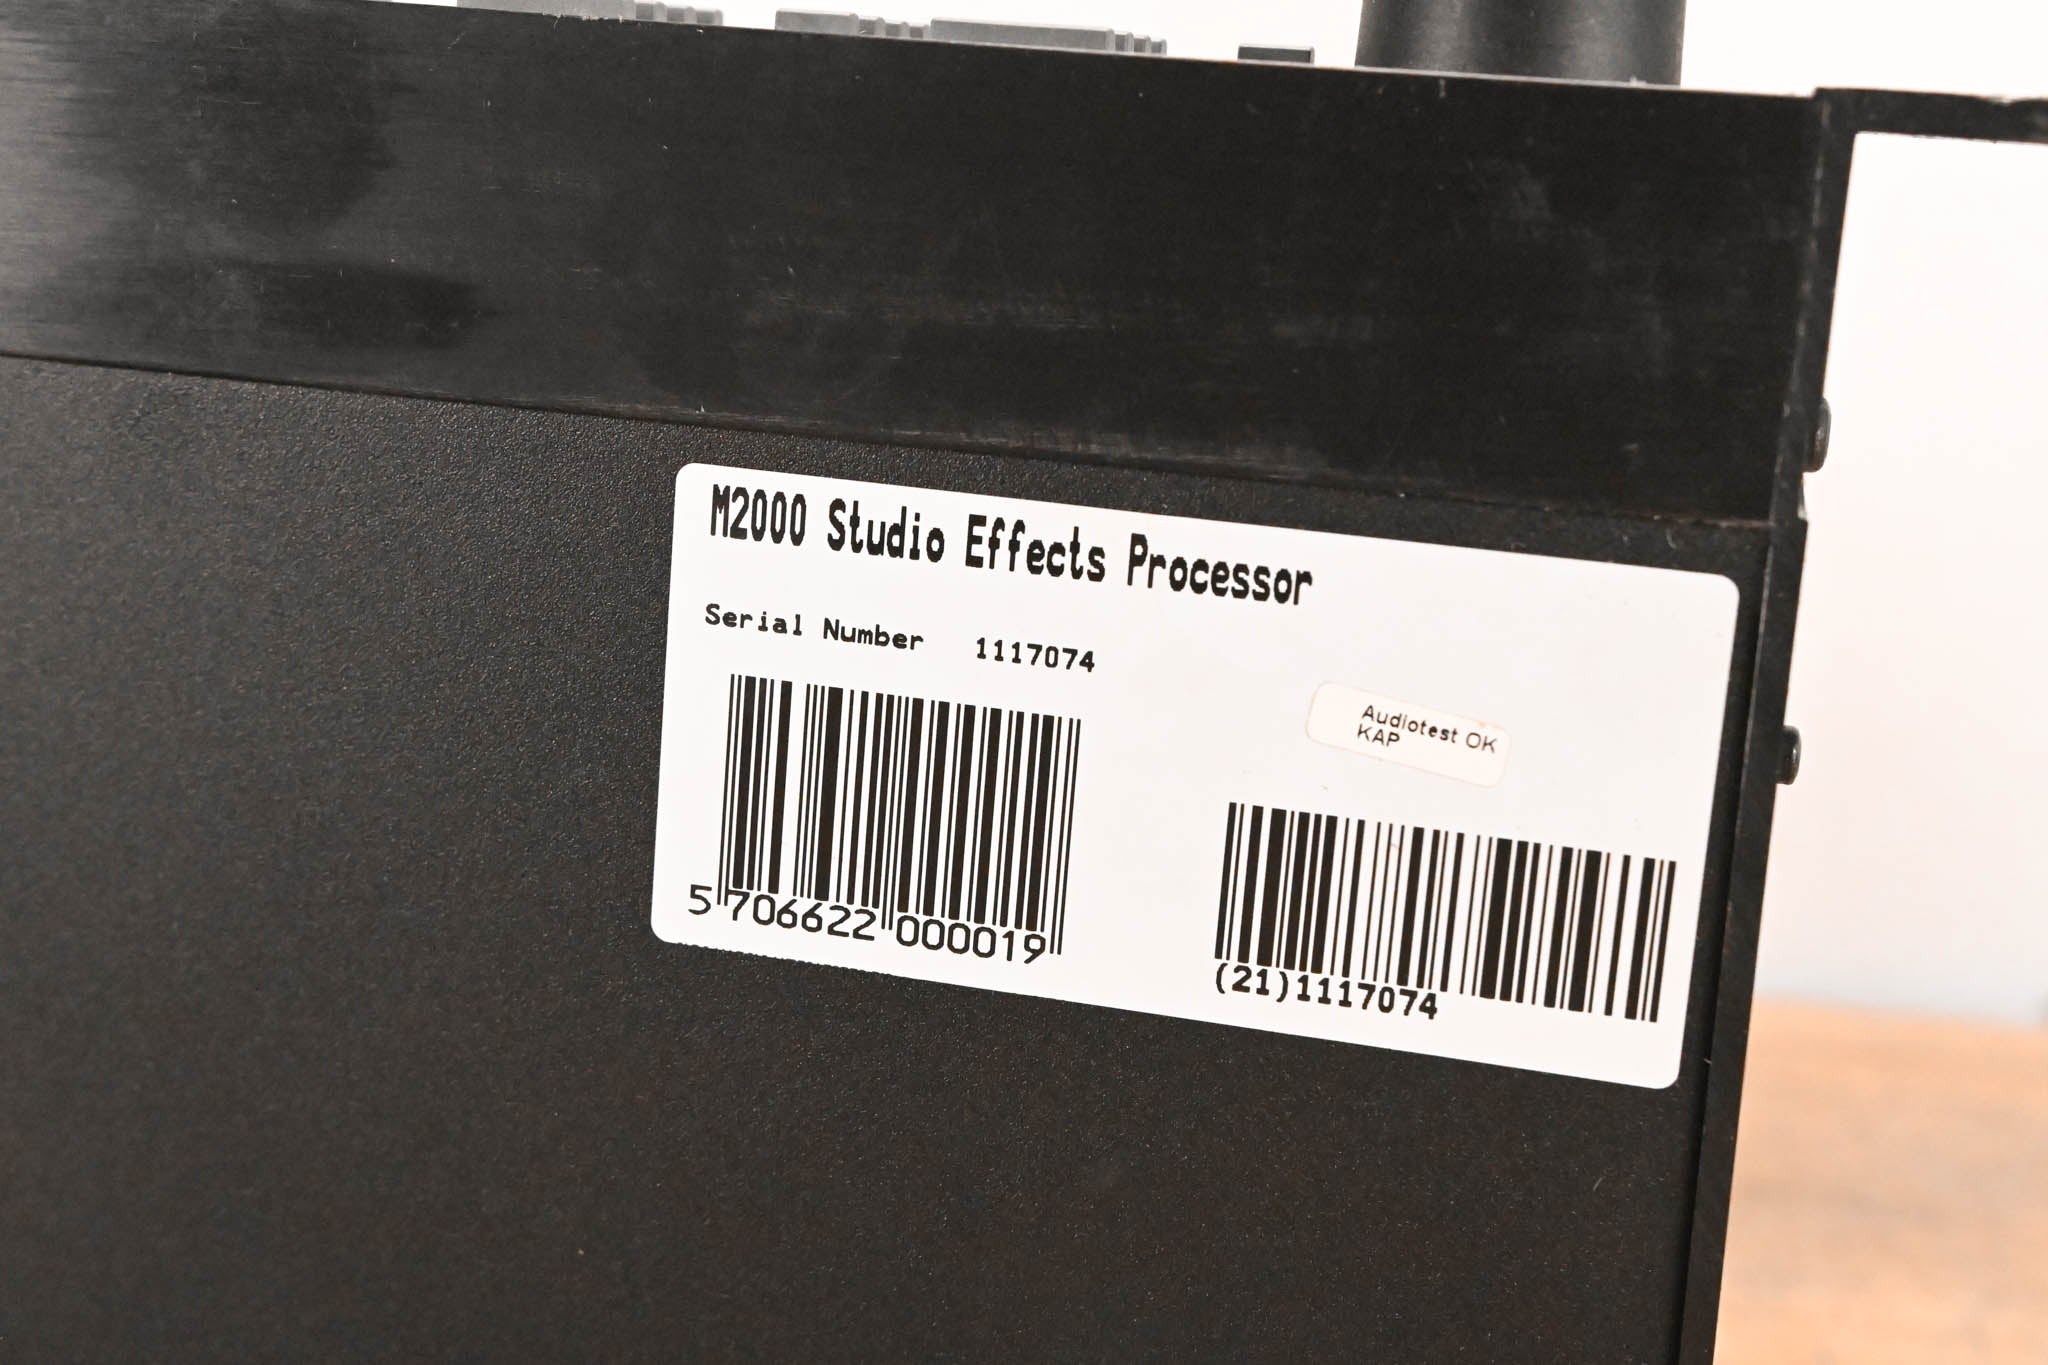 M2000 Studio Effects Processor
Serial Number 1117074
Audiotest OK
KAP
5 706622 000019
(21)1117074